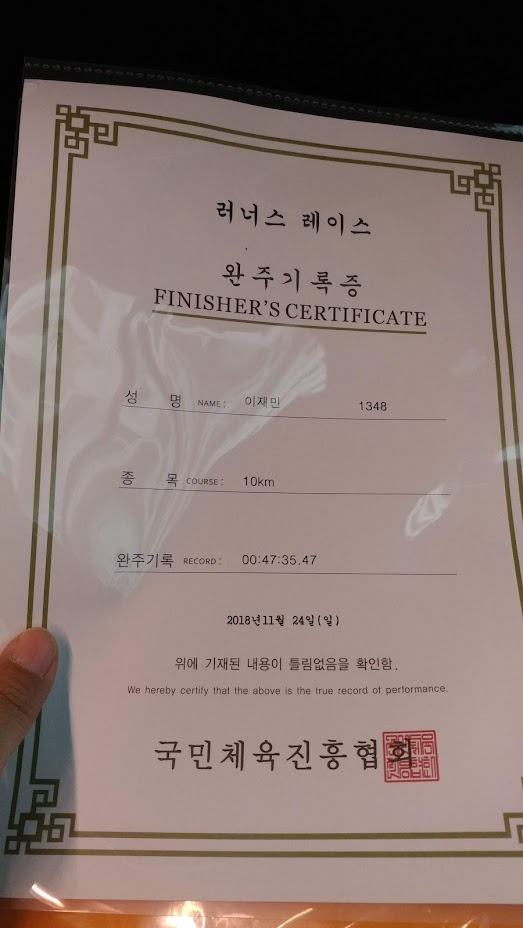 러너스 레이스
완주기록증
FINISHER'S CERTIFICATE
성 명 NAME: 이재민 1348
종 목 COURSE: 10km
완주기록 RECORD: 00:47:35.47
2018년11월 24일(일)
위에 기재된 내용이 틀림없음을 확인함.
We hereby certify that the above is the true record of performance.
국민체육진흥협회